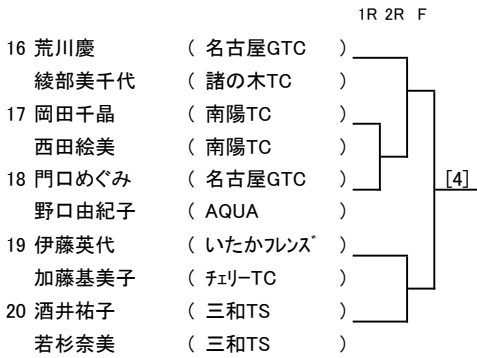 1R 2R F
16 荒川慶 ( 名古屋GTC )
綾部美千代 ( 諸の木TC )
17 岡田千晶 ( 南陽TC )
西田絵美 ( 南陽TC )
18 門口めぐみ ( 名古屋GTC ) [4]
野口由紀子 ( AQUA )
19 伊藤英代 ( いたかフレンズ )
加藤基美子 ( チェリーTC )
20 酒井祐子 ( 三和TS )
若杉奈美 ( 三和TS )